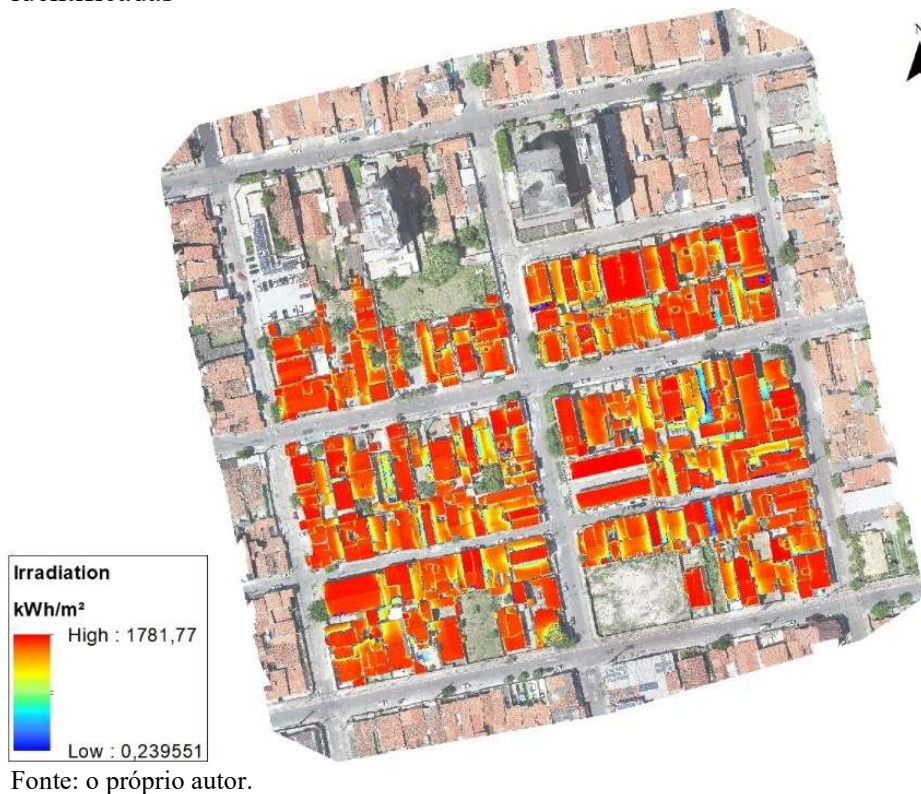 N
Irradiation
kWh/m²
High : 1781,77
Low : 0,239551
Fonte: o próprio autor.